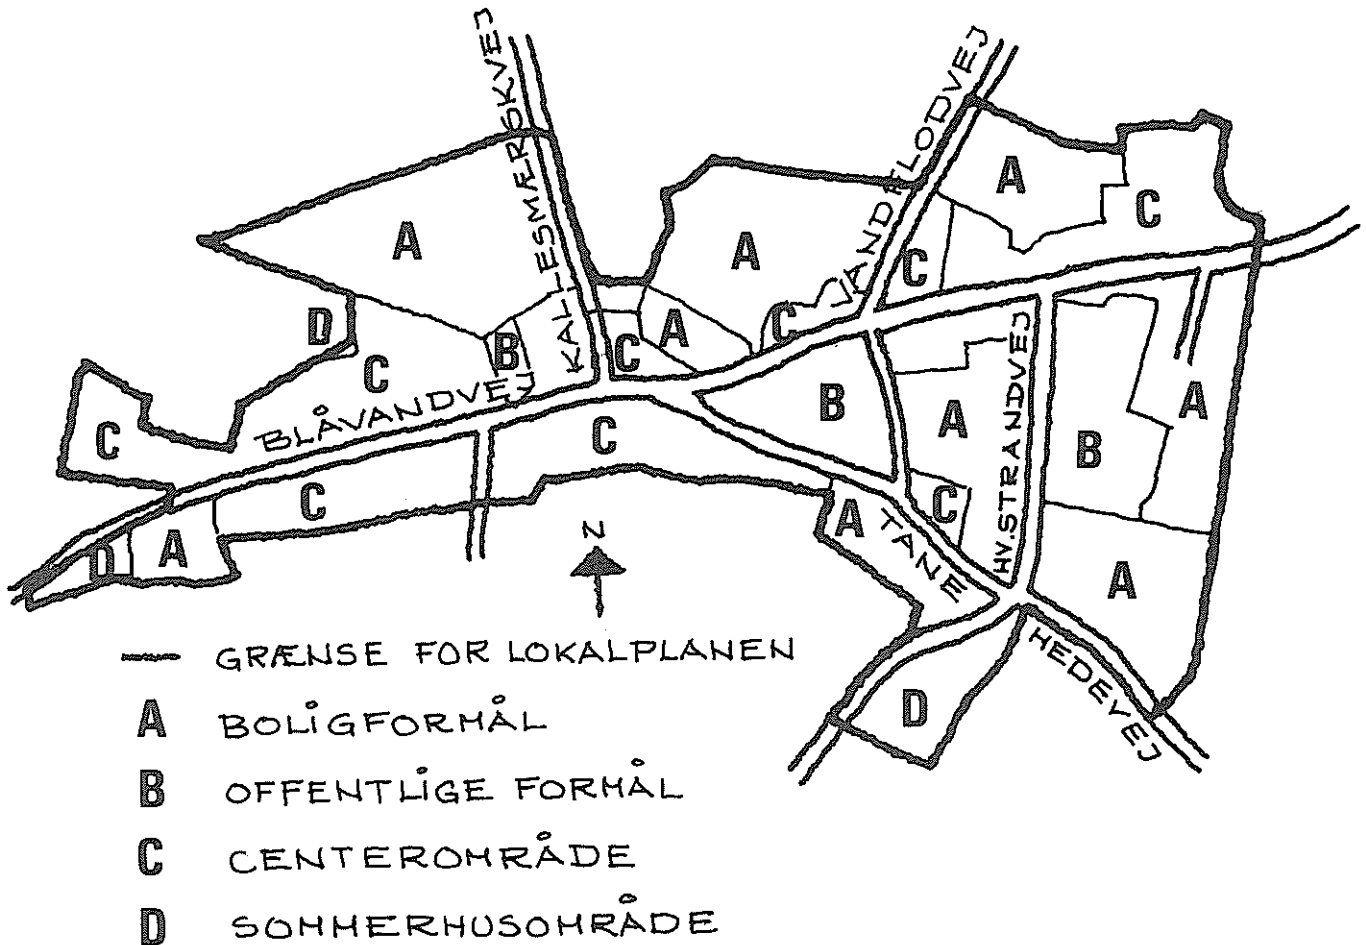 KALLESMÆRSKVEJ
VANDFLODVEJ
A
C
A
A
C
D
B
C
A
C
C
BLÅVANDVEJ
C
B
A
HV. STRANDVEJ
A
B
C
C
C
A
TANE
D
A
A
N
HEDEVEJ
D
GRÆNSE FOR LOKALPLANEN
A BOLIGFORMÅL
B OFFENTLIGE FORMÅL
C CENTEROMRÅDE
D SOMMERHUSOMRÅDE